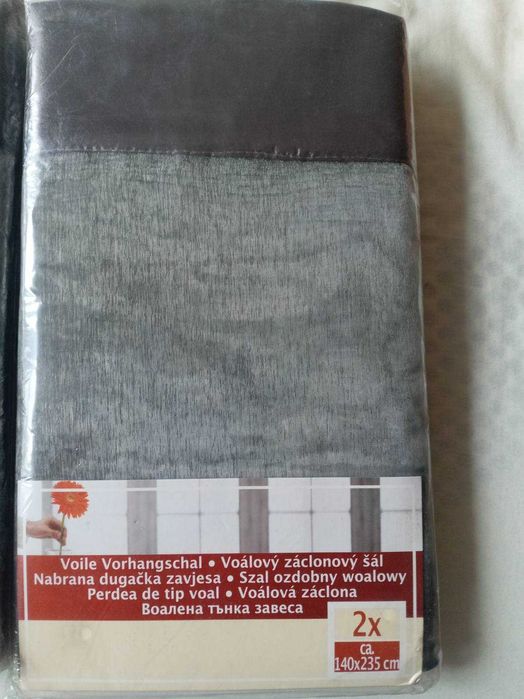 Voile Vorhangschal • Voálový záclonový šál
Nabrana dugačka zavjesa • Szal ozdobny woalowy
Perdea de tip voal • Voálová záclona
Воалена тънка завеса
2x
ca.
140x235 cm